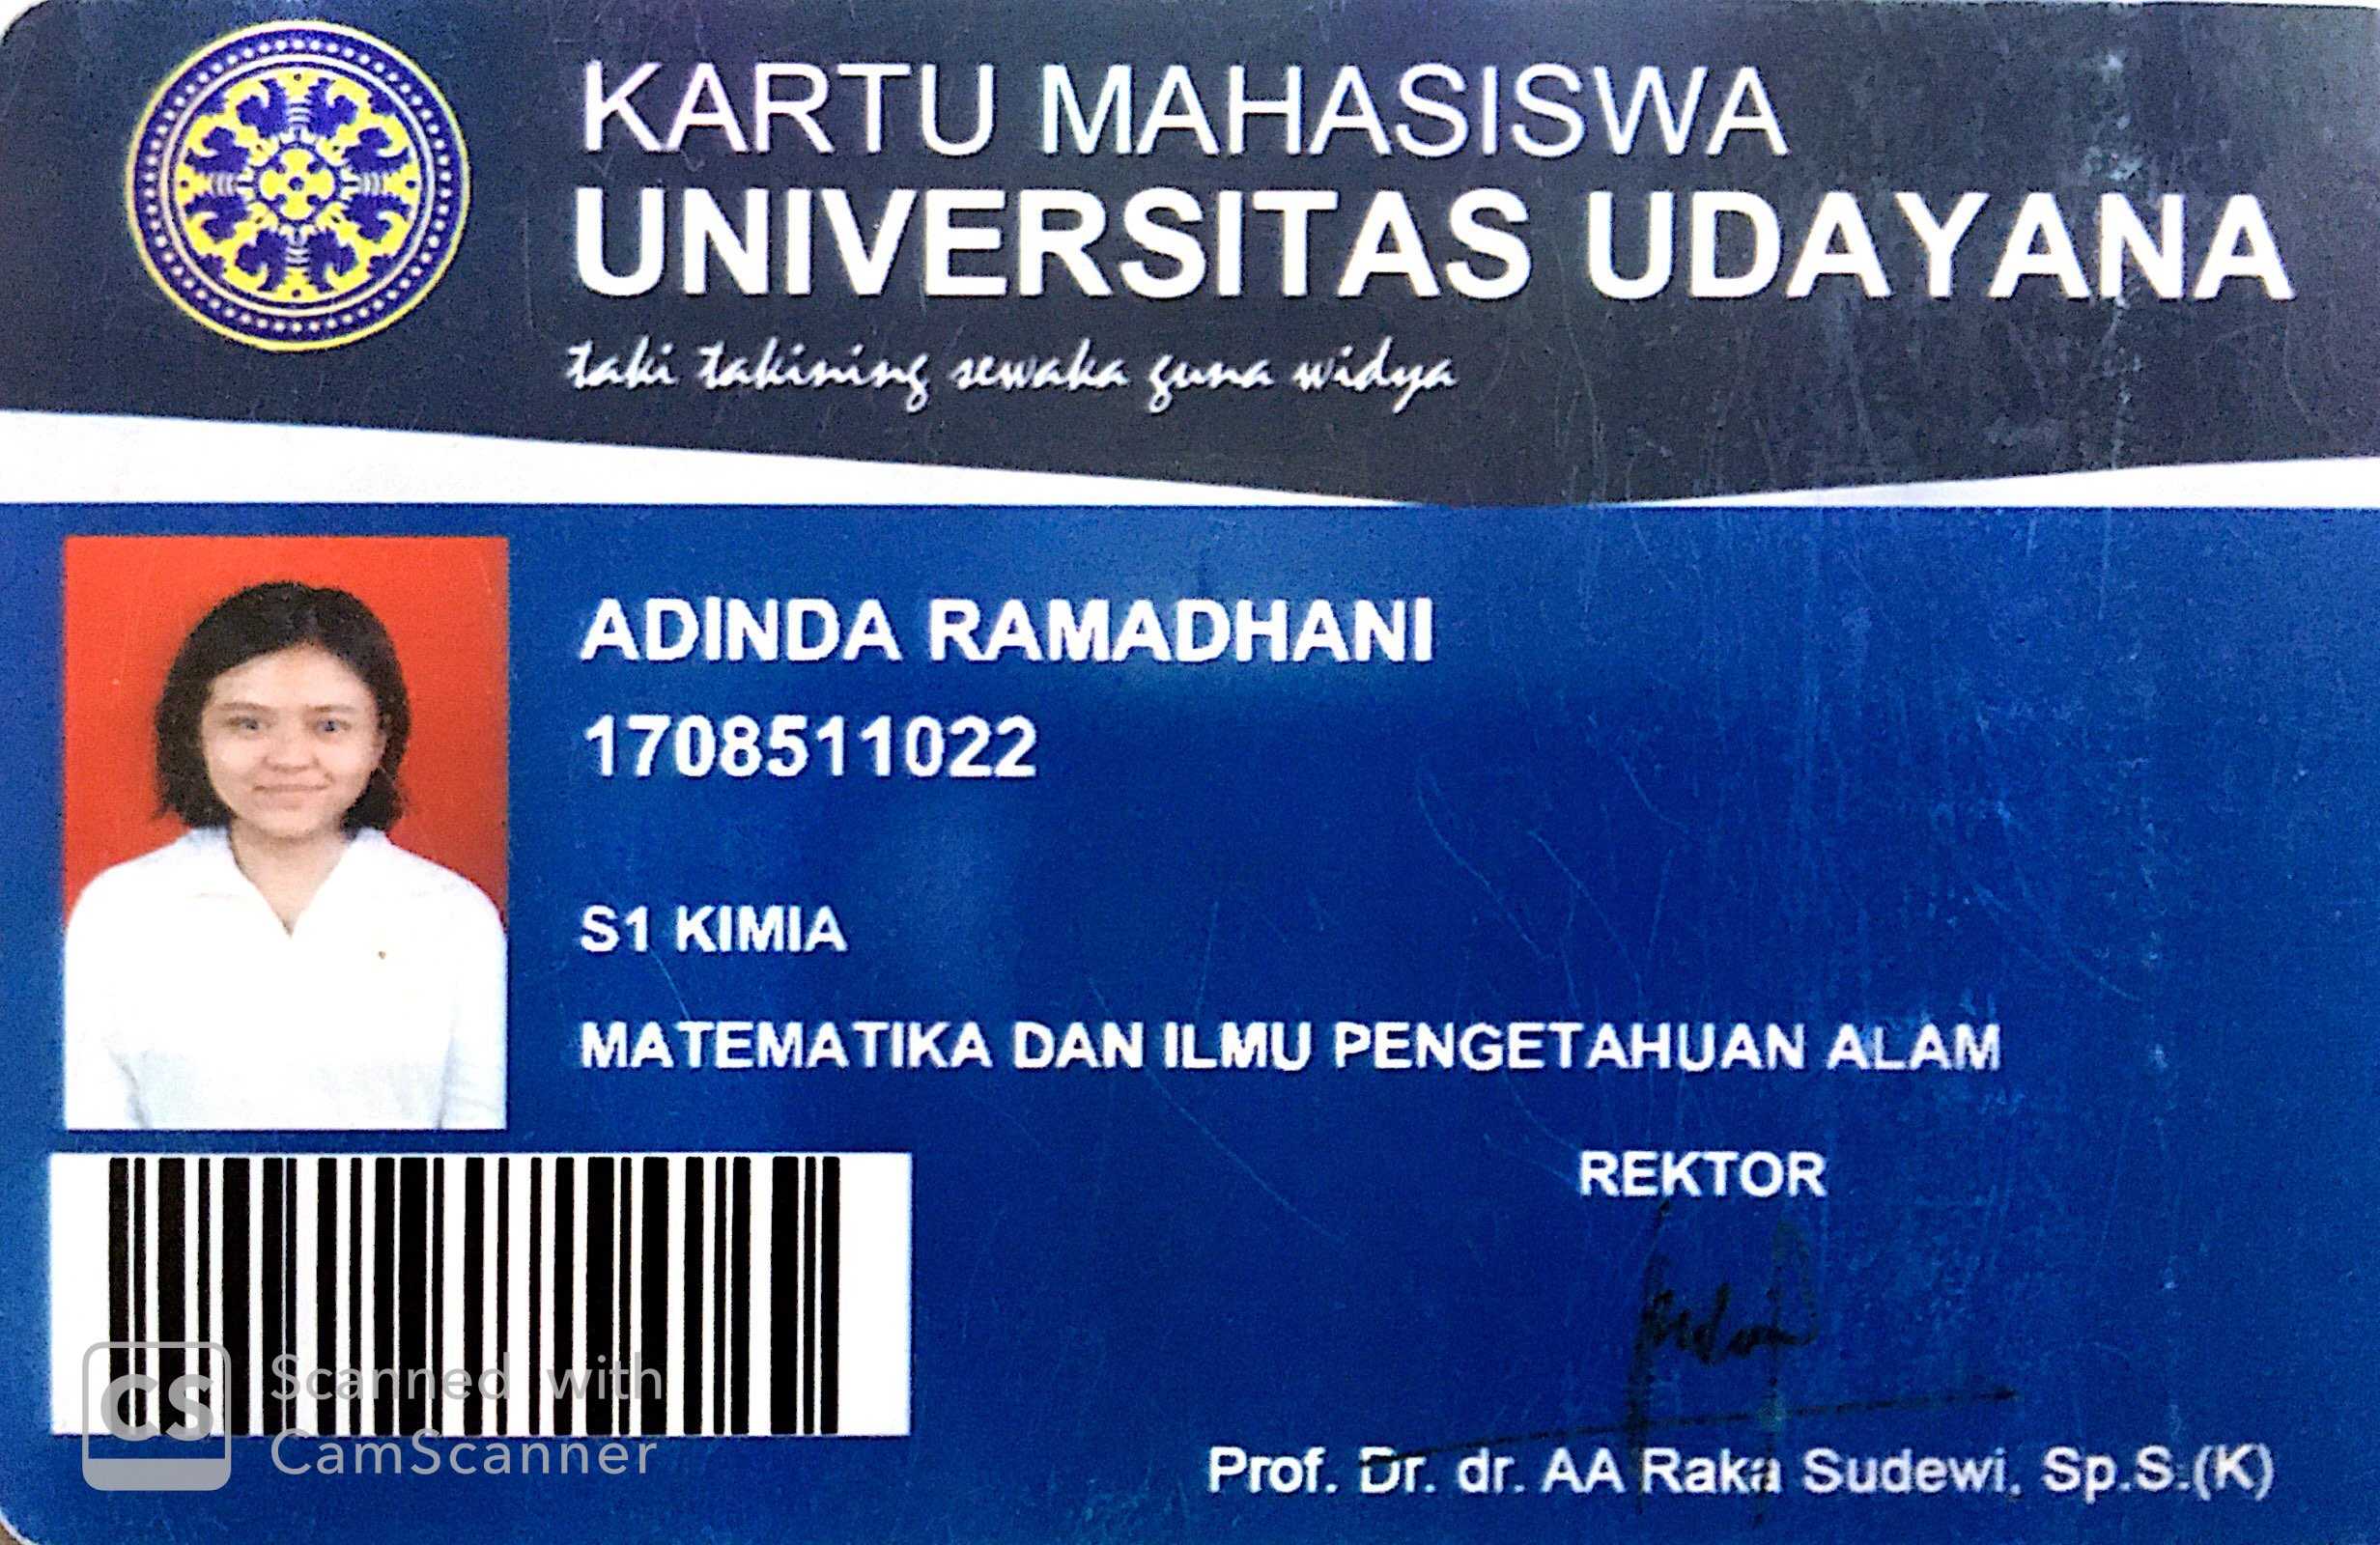 KARTU MAHASISWA
UNIVERSITAS UDAYANA
taki takining sewaka guna widya
ADINDA RAMADHANI
1708511022
S1 KIMIA
MATEMATIKA DAN ILMU PENGETAHUAN ALAM
REKTOR
Prof. Dr. dr. AA Raka Sudewi, Sp.S.(K)
CS Scanned with
CamScanner